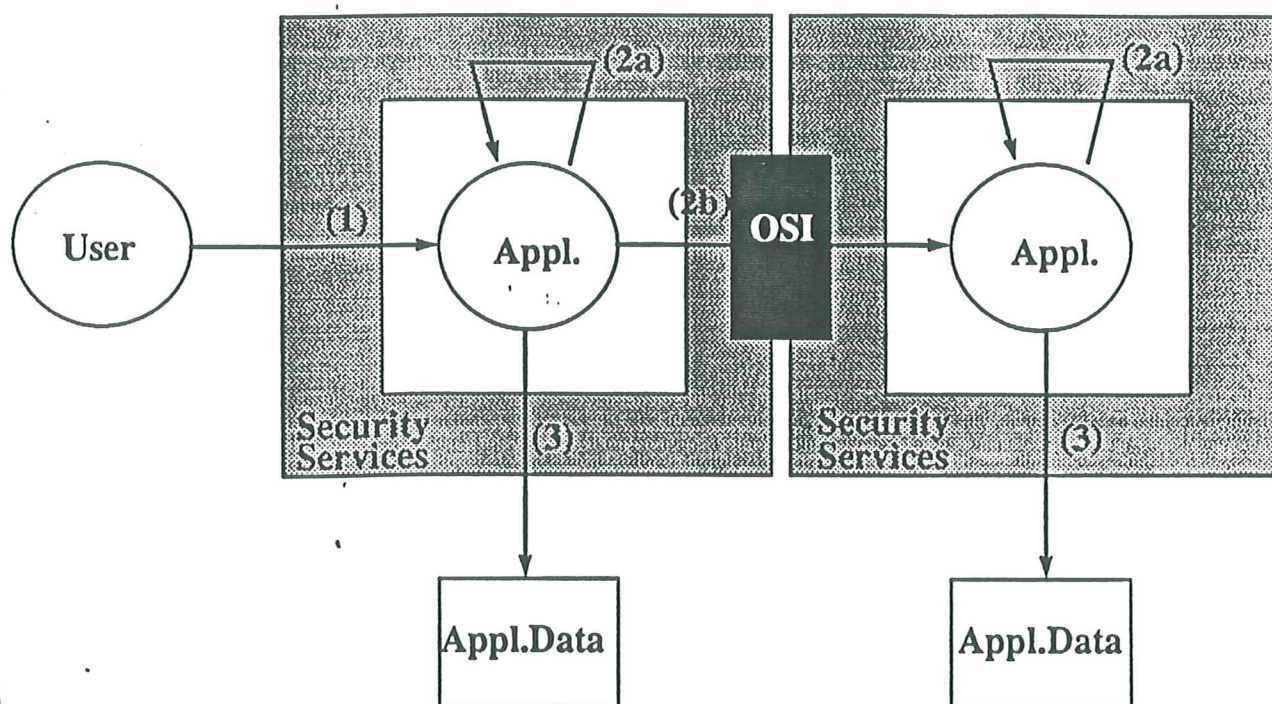 (2a)
(2a)
(1)
(2b)
OSI
User
Appl.
Appl.
Security
Services
(3)
Security
Services
(3)
Appl.Data
Appl.Data